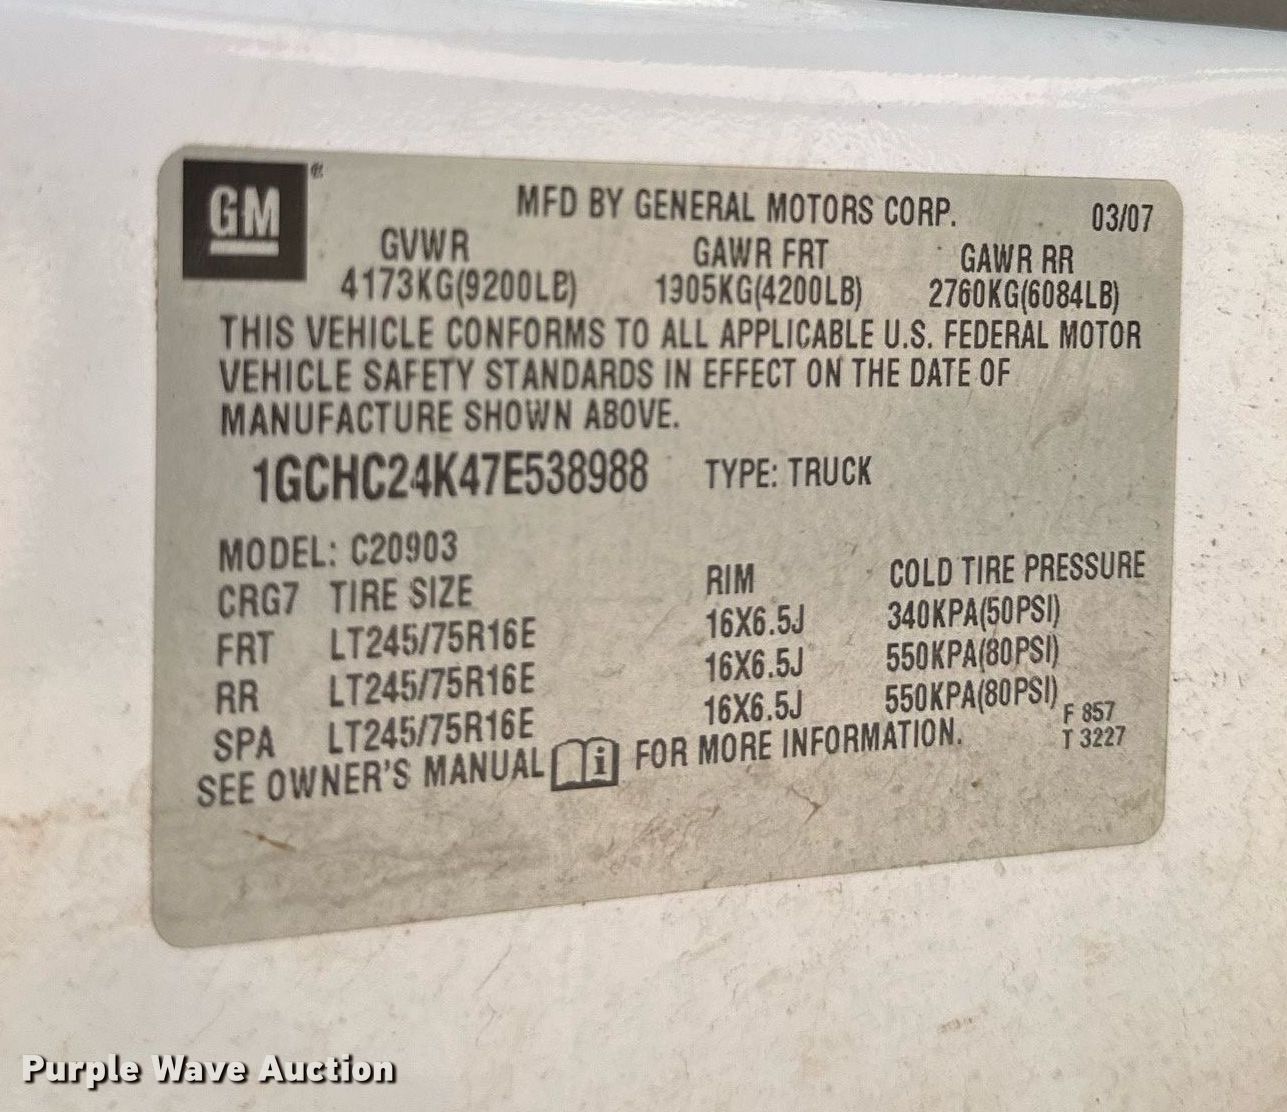 GM
MFD BY GENERAL MOTORS CORP. 03/07
GVWR GAWR FRT GAWR RR
4173KG(9200LB) 1905KG(4200LB) 2760KG(6084LB)
THIS VEHICLE CONFORMS TO ALL APPLICABLE U.S. FEDERAL MOTOR
VEHICLE SAFETY STANDARDS IN EFFECT ON THE DATE OF
MANUFACTURE SHOWN ABOVE.
1GCHC24K47E538988 TYPE: TRUCK
MODEL: C20903
CRG7 TIRE SIZE RIM COLD TIRE PRESSURE
FRT LT245/75R16E 16X6.5J 340KPA(50PSI)
RR LT245/75R16E 16X6.5J 550KPA(80PSI)
SPA LT245/75R16E 16X6.5J 550KPA(80PSI)
SEE OWNER'S MANUAL i FOR MORE INFORMATION.
F 857
T 3227
Purple Wave Auction